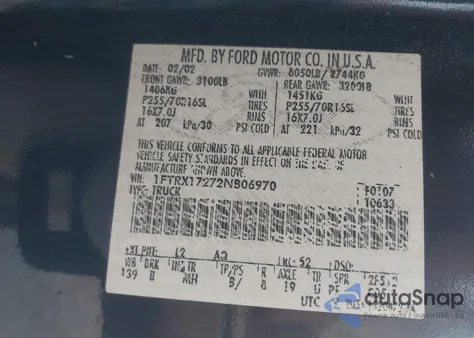 MFD. BY FORD MOTOR CO. IN U.S.A.
DATE: 02/02 GVWR: 6050LB/ 2744KG
FRONT GAWR: 3100LB REAR GAWR: 3200LB
1406KG WITH 1451KG WITH
P255/70R16SL TIRES P255/70R16SL TIRES
16X7.0J RIMS 16X7.0J RIMS
AT 207 kPa/30 PSI COLD AT 221 kPa/32 PSI COLD
THIS VEHICLE CONFORMS TO ALL APPLICABLE FEDERAL MOTOR
VEHICLE SAFETY STANDARDS IN EFFECT ON THE DATE OF
MANUFACTURE SHOWN ABOVE.
VIN: 1FTRX17272NB06970 F0707
TYPE: TRUCK T0633
EXT PNT: L2 52 DSO:
WB BRK INT TR TP/PS R AXLE TR SPR
139 B MH B/ 8 19 U
UTC
autoSnap